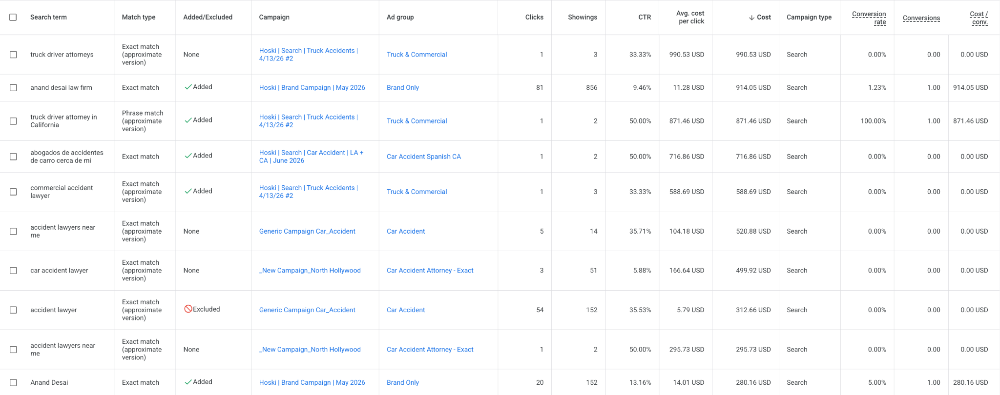 Search term Match type Added/Excluded Campaign Ad group Clicks Showings CTR Avg. cost per click ↓ Cost Campaign type Conversion rate Conversions Cost / conv.
truck driver attorneys Exact match (approximate version) None Hoski | Search | Truck Accidents | 4/13/26 #2 Truck & Commercial 1 3 33.33% 990.53 USD 990.53 USD Search 0.00% 0.00 0.00 USD
anand desai law firm Exact match Added Hoski | Brand Campaign | May 2026 Brand Only 81 856 9.46% 11.28 USD 914.05 USD Search 1.23% 1.00 914.05 USD
truck driver attorney in California Phrase match (approximate version) Added Hoski | Search | Truck Accidents | 4/13/26 #2 Truck & Commercial 1 2 50.00% 871.46 USD 871.46 USD Search 100.00% 1.00 871.46 USD
abogados de accidentes de carro cerca de mi Exact match Added Hoski | Search | Car Accident | LA + CA | June 2026 Car Accident Spanish CA 1 2 50.00% 716.86 USD 716.86 USD Search 0.00% 0.00 0.00 USD
commercial accident lawyer Exact match (approximate version) Added Hoski | Search | Truck Accidents | 4/13/26 #2 Truck & Commercial 1 3 33.33% 588.69 USD 588.69 USD Search 0.00% 0.00 0.00 USD
accident lawyers near me Exact match (approximate version) None Generic Campaign Car_Accident Car Accident 5 14 35.71% 104.18 USD 520.88 USD Search 0.00% 0.00 0.00 USD
car accident lawyer Exact match (approximate version) None _New Campaign_North Hollywood Car Accident Attorney - Exact 3 51 5.88% 166.64 USD 499.92 USD Search 0.00% 0.00 0.00 USD
accident lawyer Exact match (approximate version) Excluded Generic Campaign Car_Accident Car Accident 54 152 35.53% 5.79 USD 312.66 USD Search 0.00% 0.00 0.00 USD
accident lawyers near me Exact match (approximate version) None _New Campaign_North Hollywood Car Accident Attorney - Exact 1 2 50.00% 295.73 USD 295.73 USD Search 0.00% 0.00 0.00 USD
Anand Desai Exact match Added Hoski | Brand Campaign | May 2026 Brand Only 20 152 13.16% 14.01 USD 280.16 USD Search 5.00% 1.00 280.16 USD